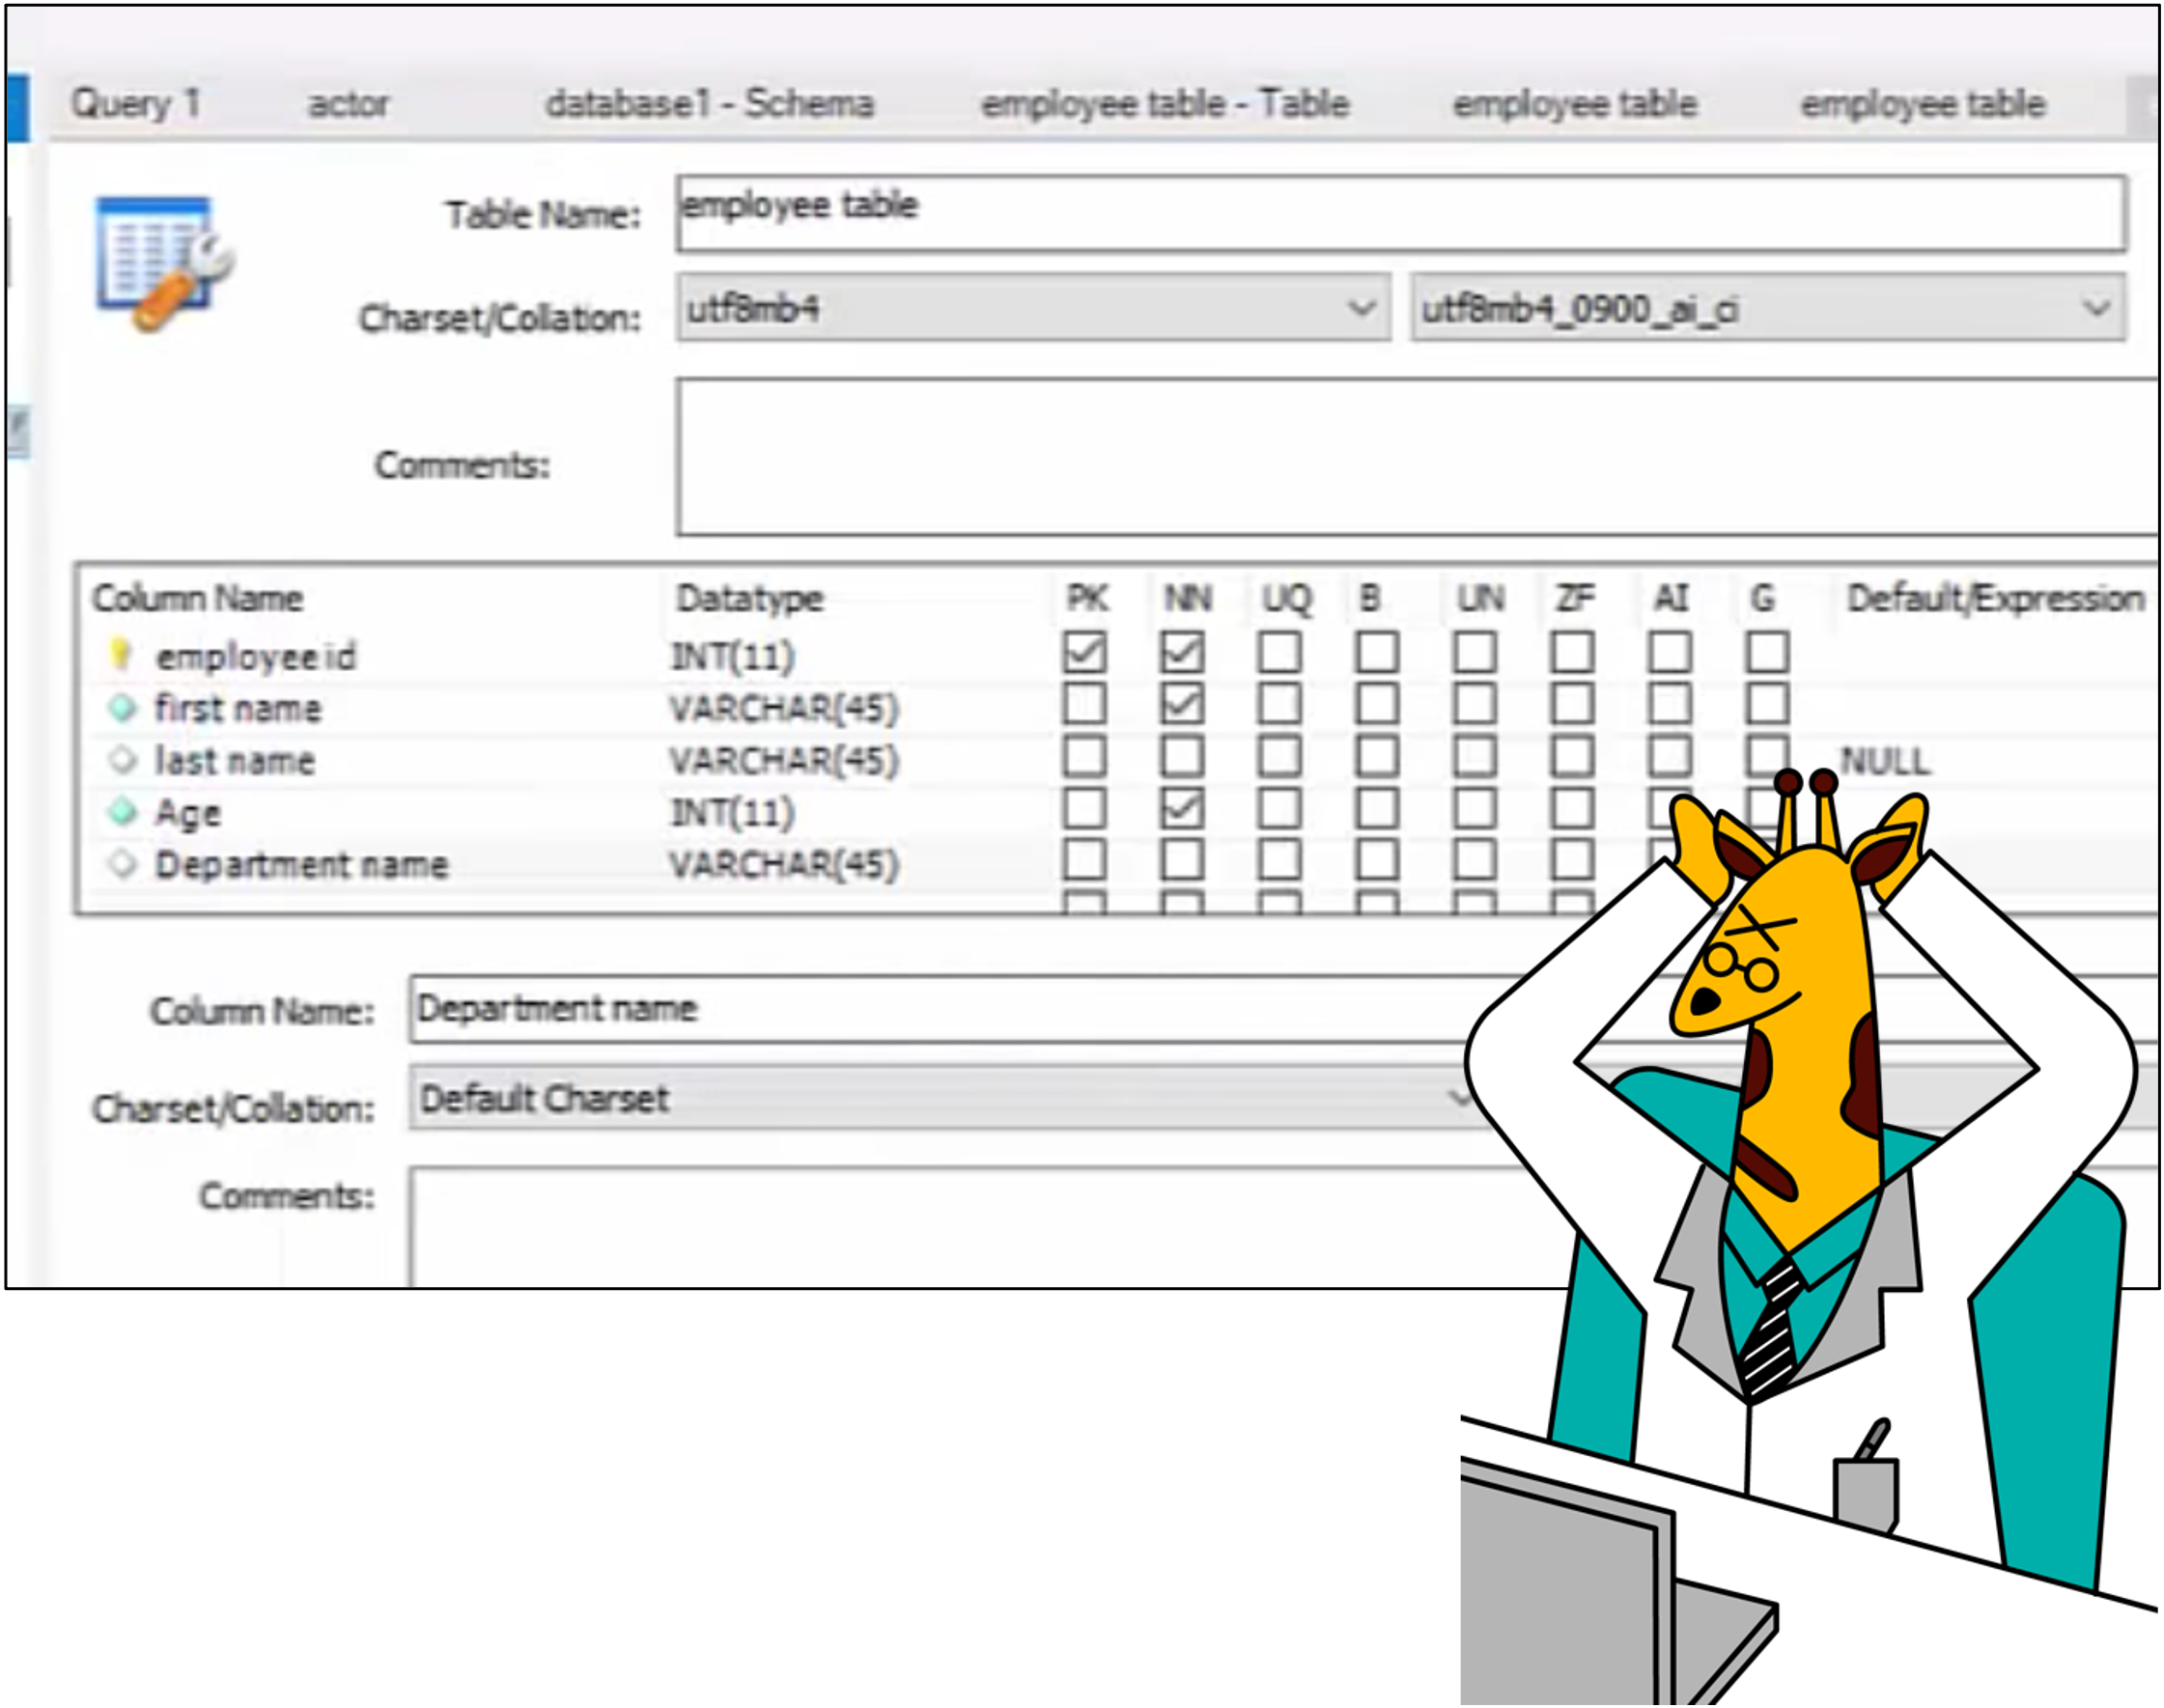 Query 1 actor database1 - Schema employee table - Table employee table employee table
Table Name: employee table
Charset/Collation: utf8mb4 utf8mb4_0900_ai_ci
Comments:
Column Name Datatype PK NN UQ B UN ZF AI G Default/Expression
employee id INT(11)
first name VARCHAR(45)
last name VARCHAR(45) NULL
Age INT(11)
Department name VARCHAR(45)
Column Name: Department name
Charset/Collation: Default Charset
Comments: